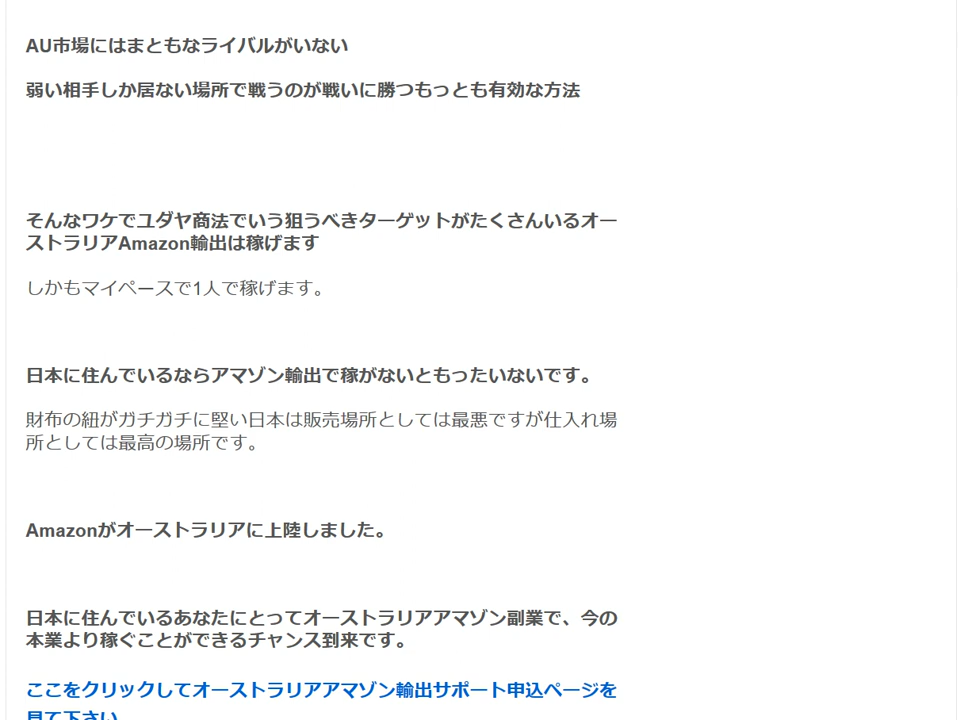 AU市場にはまともなライバルがいない
弱い相手しか居ない場所で戦うのが戦いに勝つもっとも有効な方法
そんなワケでユダヤ商法でいう狙うべきターゲットがたくさんいるオー
ストラリアAmazon輸出は稼げます
しかもマイペースで1人で稼げます。
日本に住んでいるならアマゾン輸出で稼がないともったいないです。
財布の紐がガチガチに堅い日本は販売場所としては最悪ですが仕入れ場
所としては最高の場所です。
Amazonがオーストラリアに上陸しました。
日本に住んでいるあなたにとってオーストラリアアマゾン副業で、今の
本業より稼ぐことができるチャンス到来です。
ここをクリックしてオーストラリアアマゾン輸出サポート申込ページを
見て下さい